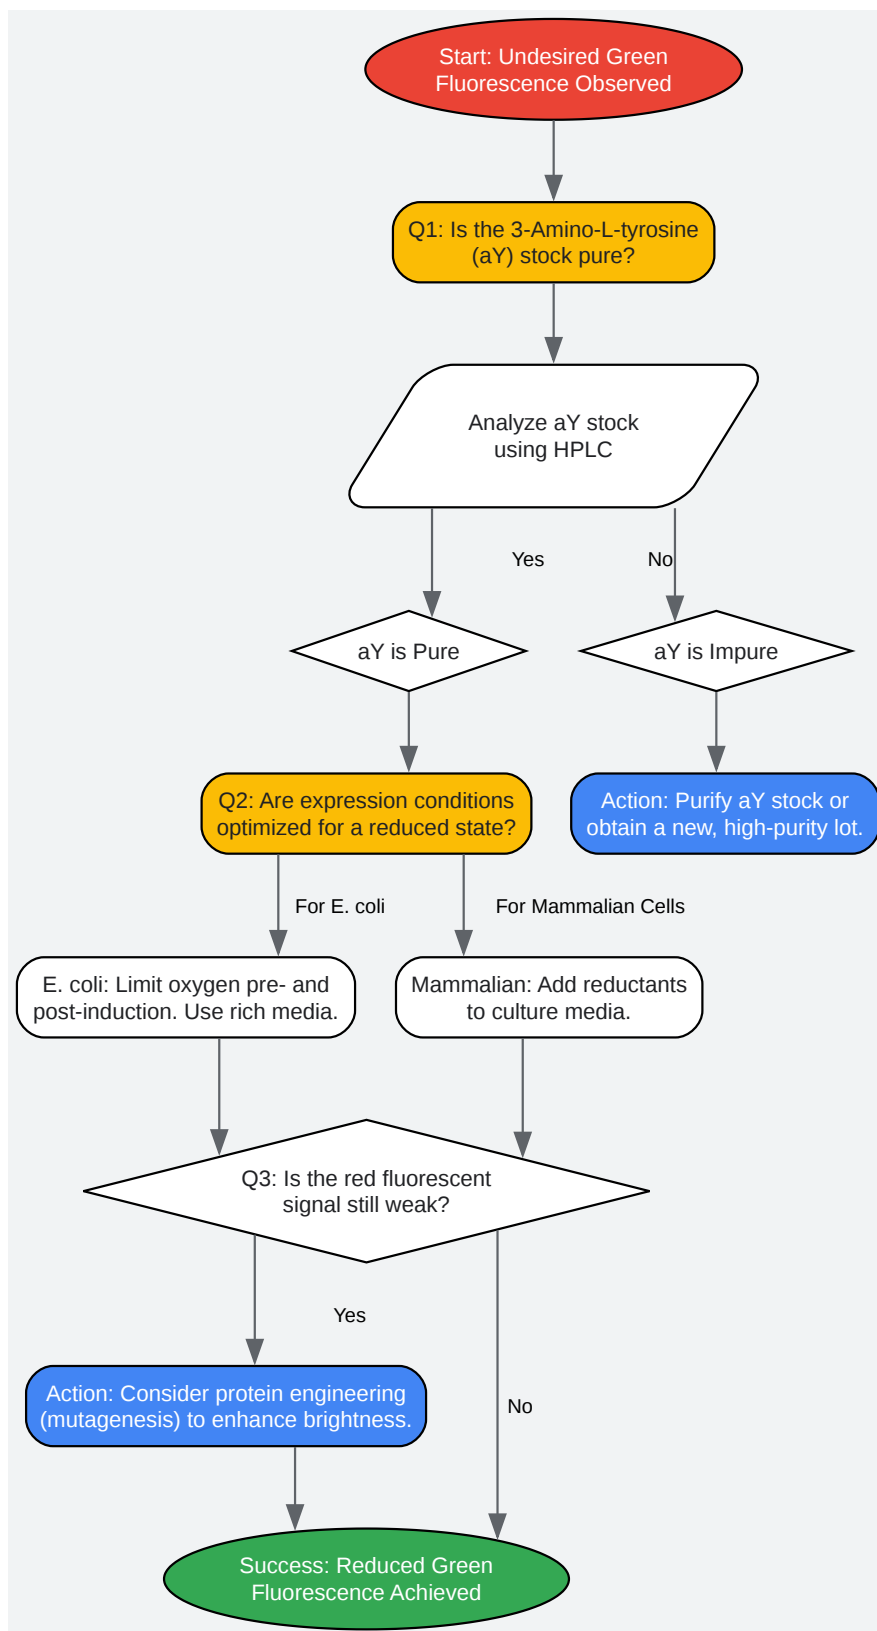 Start: Undesired Green
Fluorescence Observed
Q1: Is the 3-Amino-L-tyrosine
(aY) stock pure?
Analyze aY stock
using HPLC
Yes
No
aY is Pure
aY is Impure
Q2: Are expression conditions
optimized for a reduced state?
Action: Purify aY stock or
obtain a new, high-purity lot.
For E. coli
For Mammalian Cells
E. coli: Limit oxygen pre- and
post-induction. Use rich media.
Mammalian: Add reductants
to culture media.
Q3: Is the red fluorescent
signal still weak?
Yes
Action: Consider protein engineering
(mutagenesis) to enhance brightness.
No
Success: Reduced Green
Fluorescence Achieved